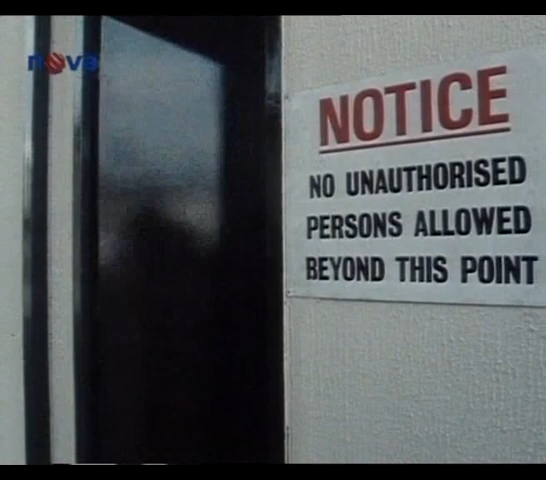 nova
NOTICE
NO UNAUTHORISED
PERSONS ALLOWED
BEYOND THIS POINT